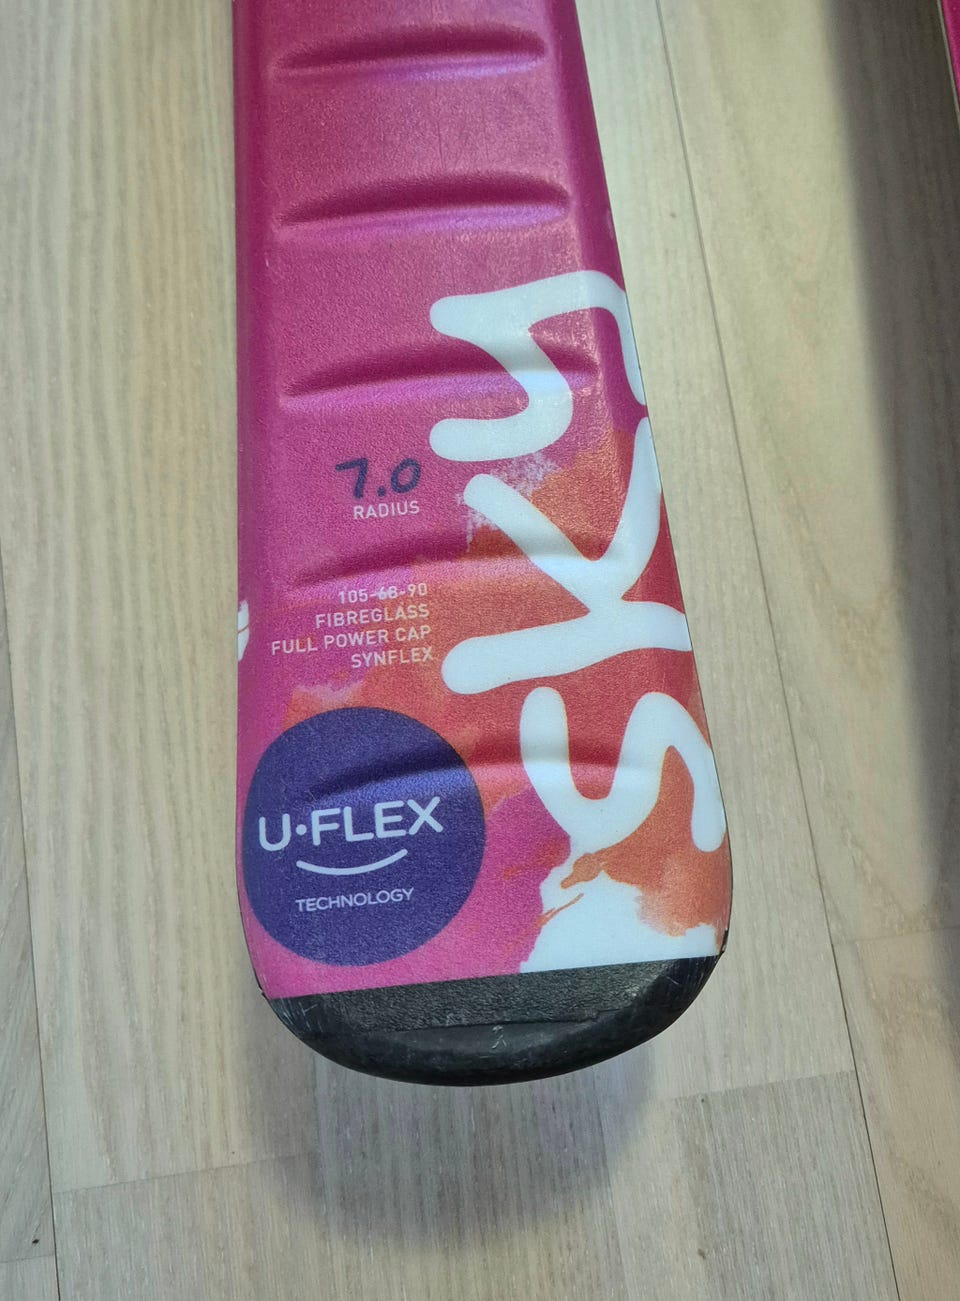 sky
7.0
RADIUS
105-68-90
FIBREGLASS
FULL POWER CAP
SYNFLEX
U•FLEX
TECHNOLOGY